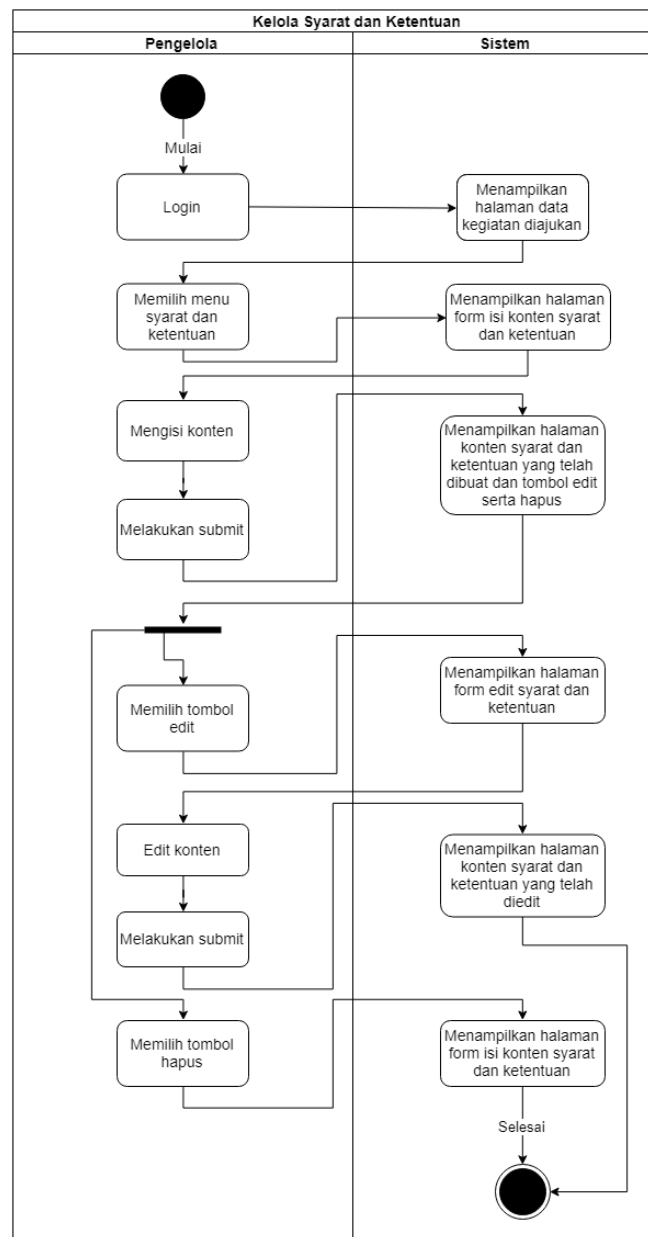 Kelola Syarat dan Ketentuan
Pengelola
Sistem
Mulai
Login
Menampilkan
halaman data
kegiatan diajukan
Memilih menu
syarat dan
ketentuan
Menampilkan halaman
form isi konten syarat
dan ketentuan
Mengisi konten
Menampilkan halaman
konten syarat dan
ketentuan yang telah
dibuat dan tombol edit
serta hapus
Melakukan submit
Memilih tombol
edit
Menampilkan halaman
form edit syarat dan
ketentuan
Edit konten
Menampilkan halaman
konten syarat dan
ketentuan yang telah
diedit
Melakukan submit
Memilih tombol
hapus
Menampilkan halaman
form isi konten syarat
dan ketentuan
Selesai